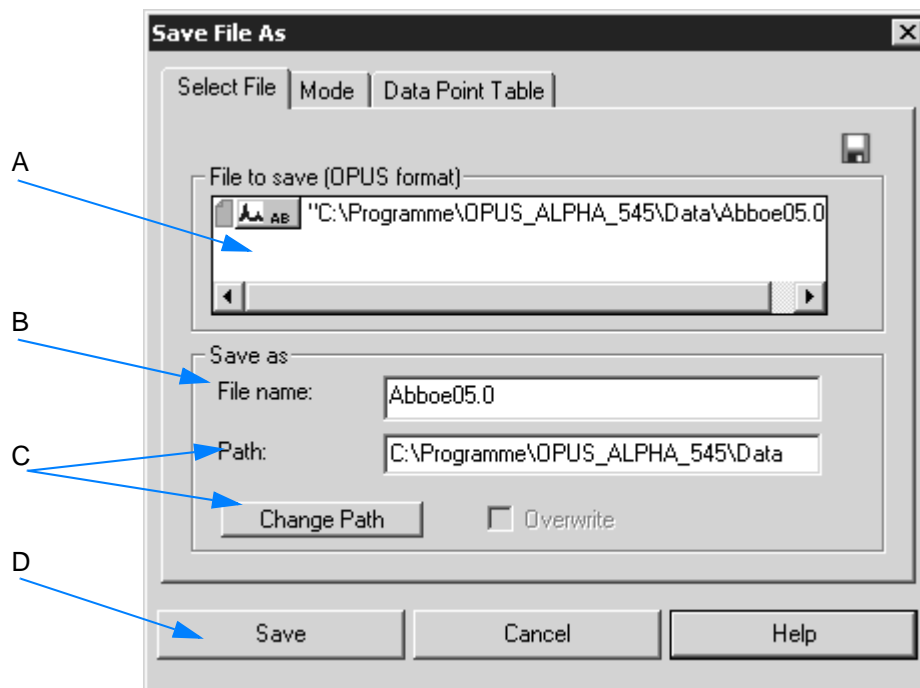 Save File As
Select File
Mode
Data Point Table
A
File to save (OPUS format)
AB "C:\Programme\OPUS_ALPHA_545\Data\Abboe05.0
B
Save as
File name:
Abboe05.0
C
Path:
C:\Programme\OPUS_ALPHA_545\Data
Change Path
Overwrite
D
Save
Cancel
Help